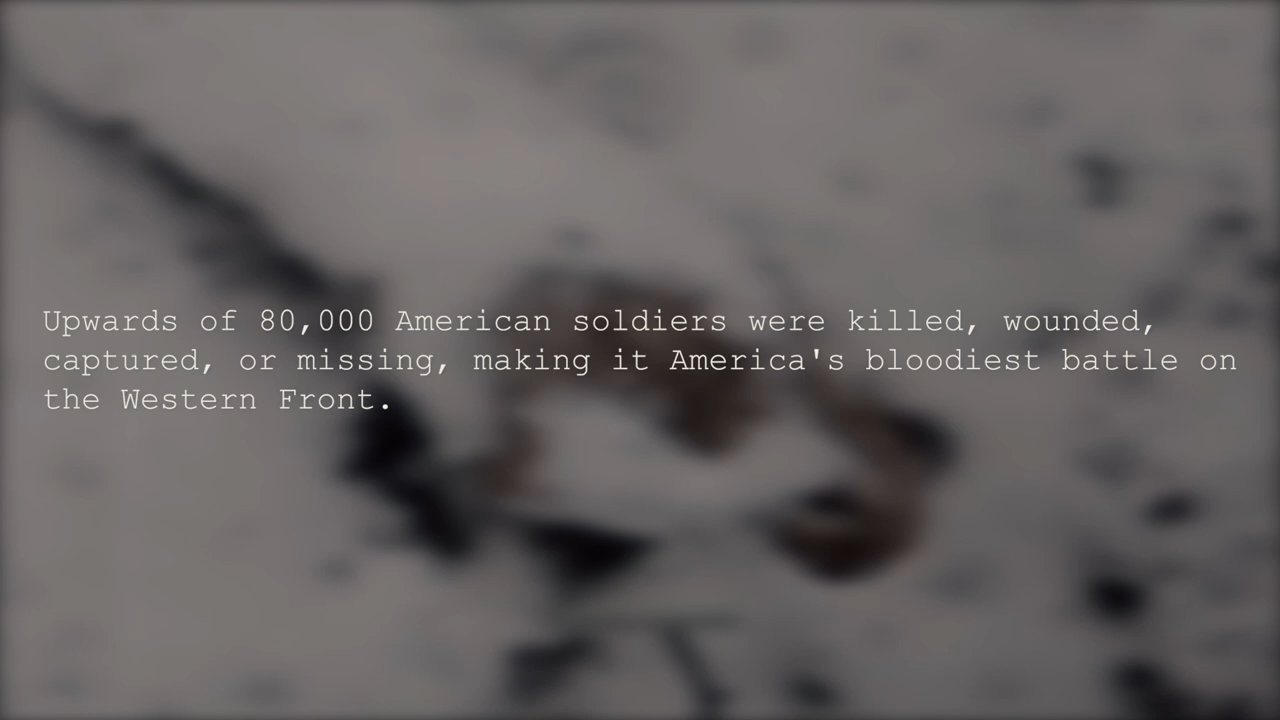 Upwards of 80,000 American soldiers were killed, wounded,
captured, or missing, making it America's bloodiest battle on
the Western Front.